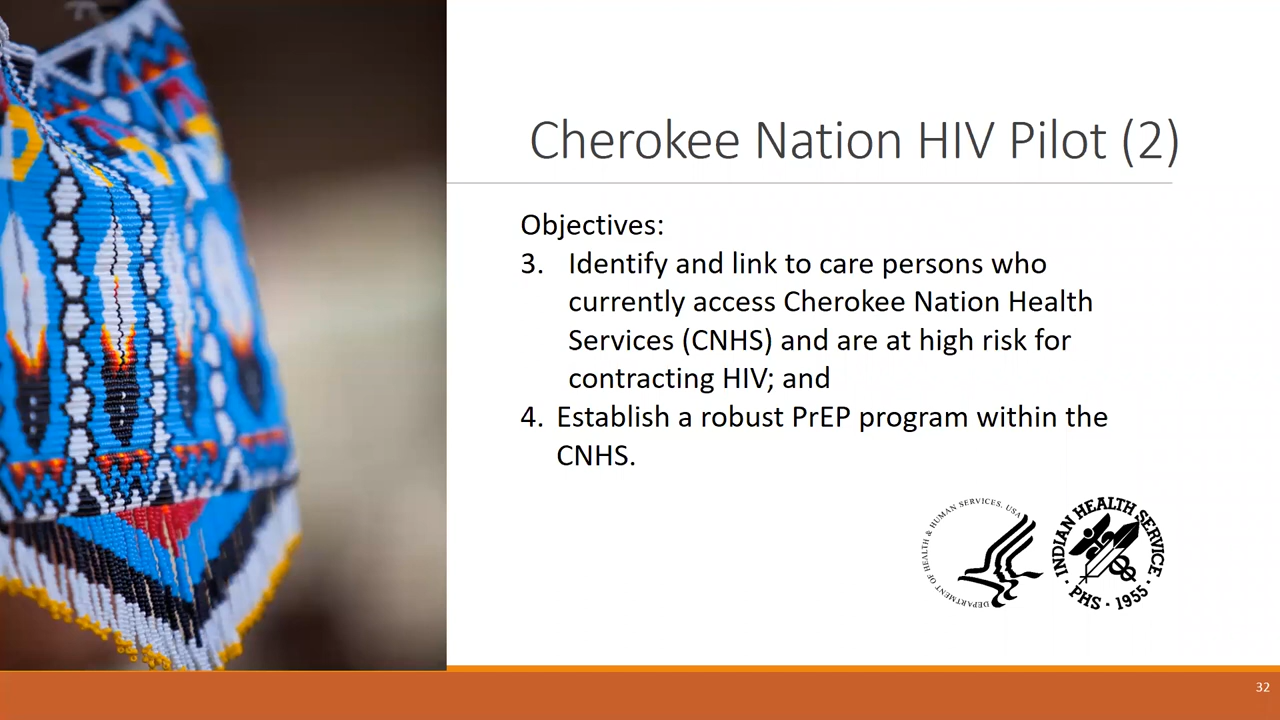 Cherokee Nation HIV Pilot (2)
Objectives:
3. Identify and link to care persons who
currently access Cherokee Nation Health
Services (CNHS) and are at high risk for
contracting HIV; and
4. Establish a robust PrEP program within the
CNHS.
DEPARTMENT OF HEALTH & HUMAN SERVICES. USA
INDIAN HEALTH SERVICE
· PHS · 1955 ·
32